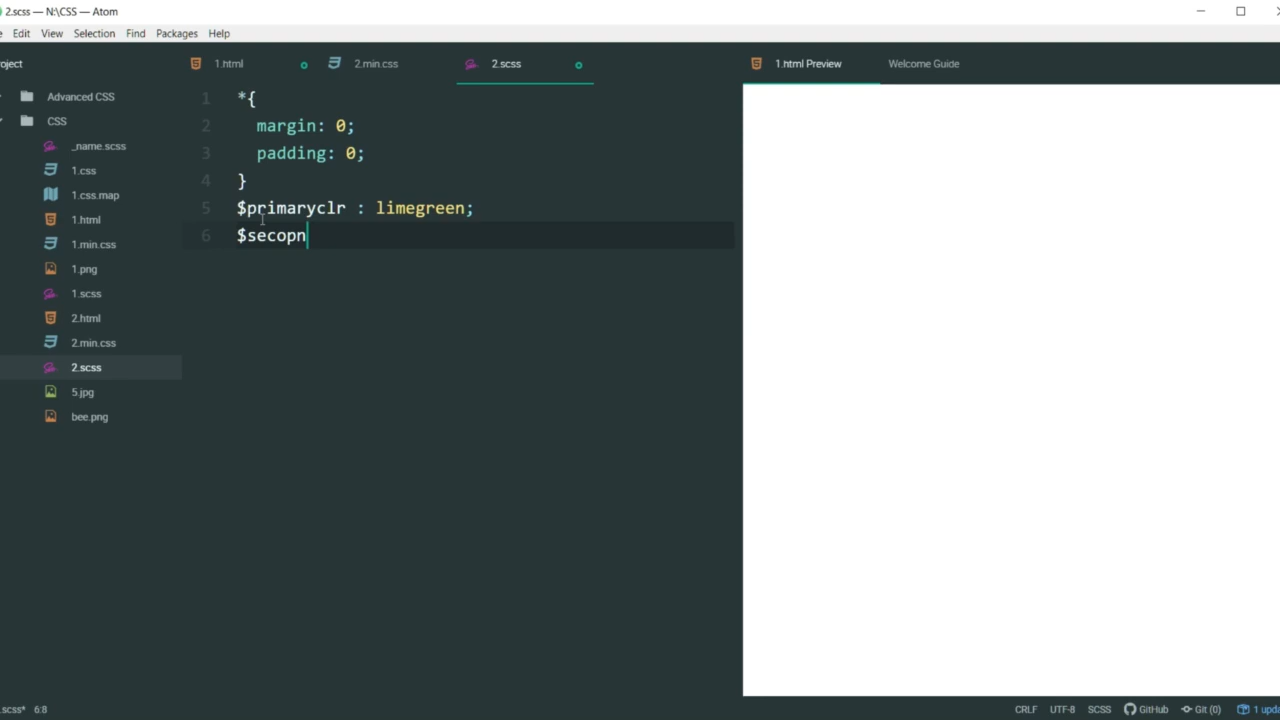 2.scss — N:\CSS — Atom
Edit View Selection Find Packages Help
1.html 2.min.css 2.scss 1.html Preview Welcome Guide
Advanced CSS
CSS
_name.scss
1.css
1.css.map
1.html
1.min.css
1.png
1.scss
2.html
2.min.css
2.scss
5.jpg
bee.png
1 *{
2 margin: 0;
3 padding: 0;
4 }
5 $primaryclr : limegreen;
6 $secopn
.scss* 6:8 CRLF UTF-8 SCSS GitHub Git (0) 1